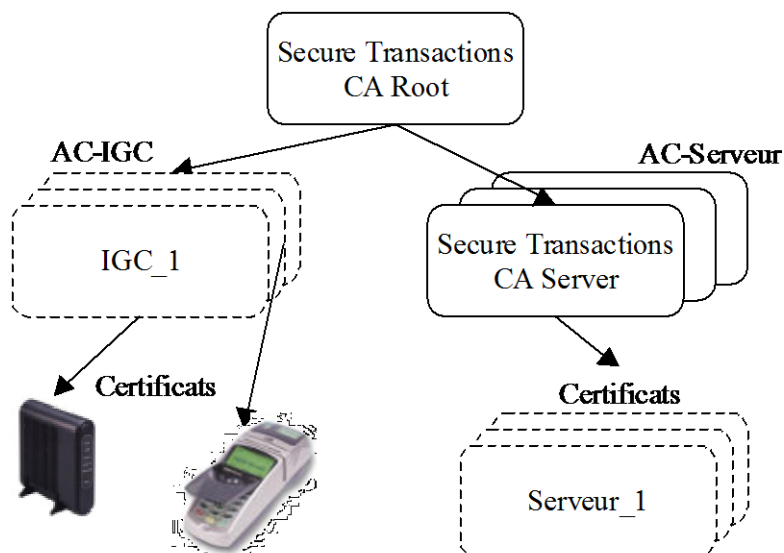 Secure Transactions
CA Root
AC-IGC
AC-Serveur
IGC_1
Secure Transactions
CA Server
Certificats
Certificats
Serveur_1